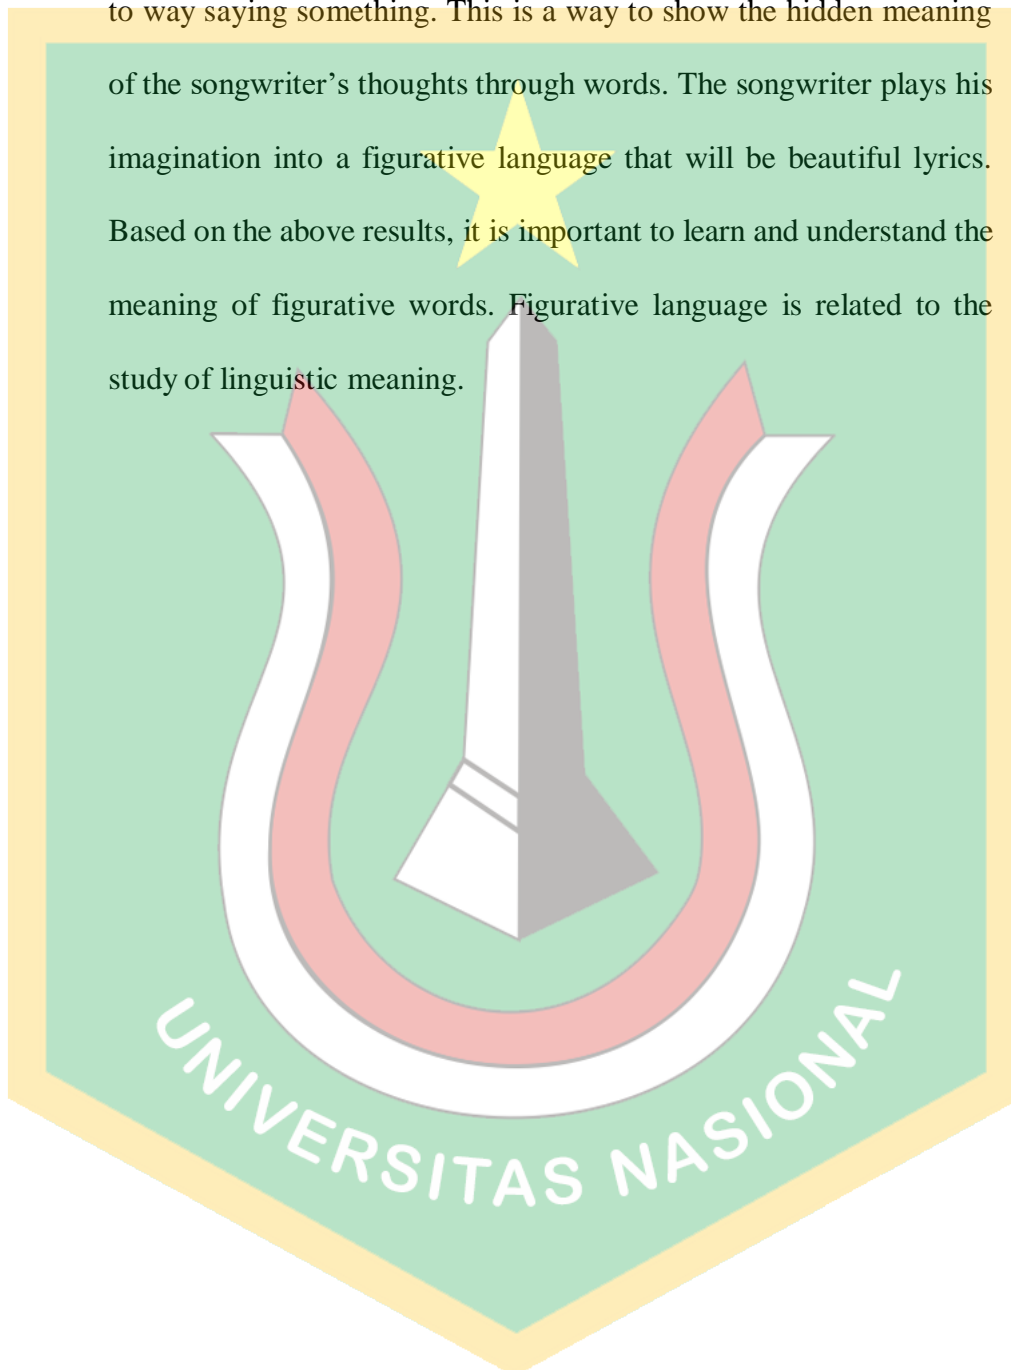 to way saying something. This is a way to show the hidden meaning
of the songwriter’s thoughts through words. The songwriter plays his
imagination into a figurative language that will be beautiful lyrics.
Based on the above results, it is important to learn and understand the
meaning of figurative words. Figurative language is related to the
study of linguistic meaning.
UNIVERSITAS NASIONAL